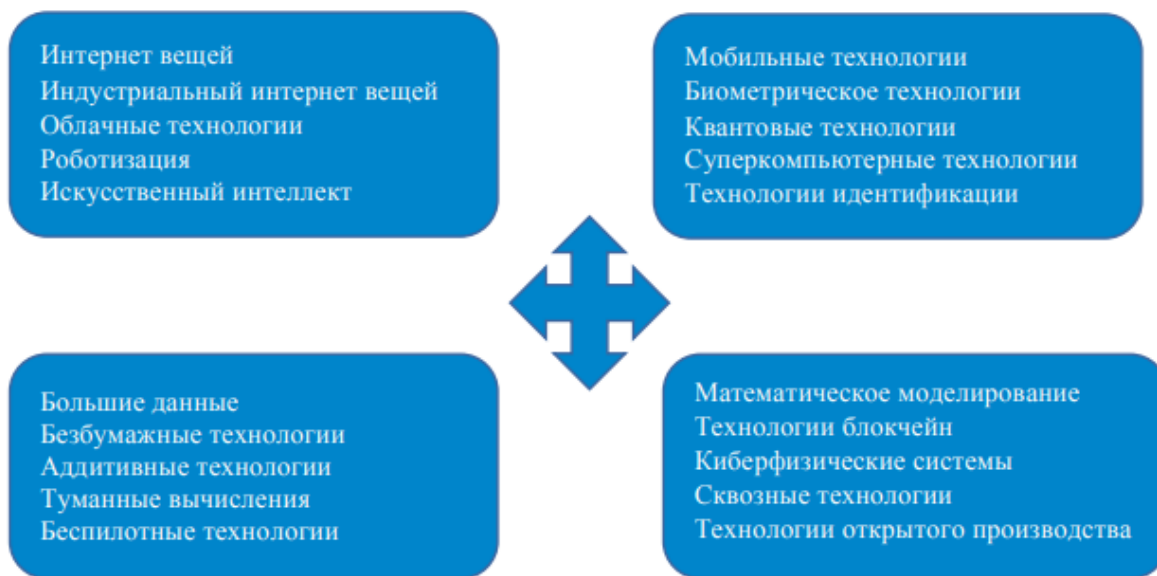 Интернет вещей
Индустриальный интернет вещей
Облачные технологии
Роботизация
Искусственный интеллект
Мобильные технологии
Биометрическое технологии
Квантовые технологии
Суперкомпьютерные технологии
Технологии идентификации
Большие данные
Безбумажные технологии
Аддитивные технологии
Туманные вычисления
Беспилотные технологии
Математическое моделирование
Технологии блокчейн
Киберфизические системы
Сквозные технологии
Технологии открытого производства